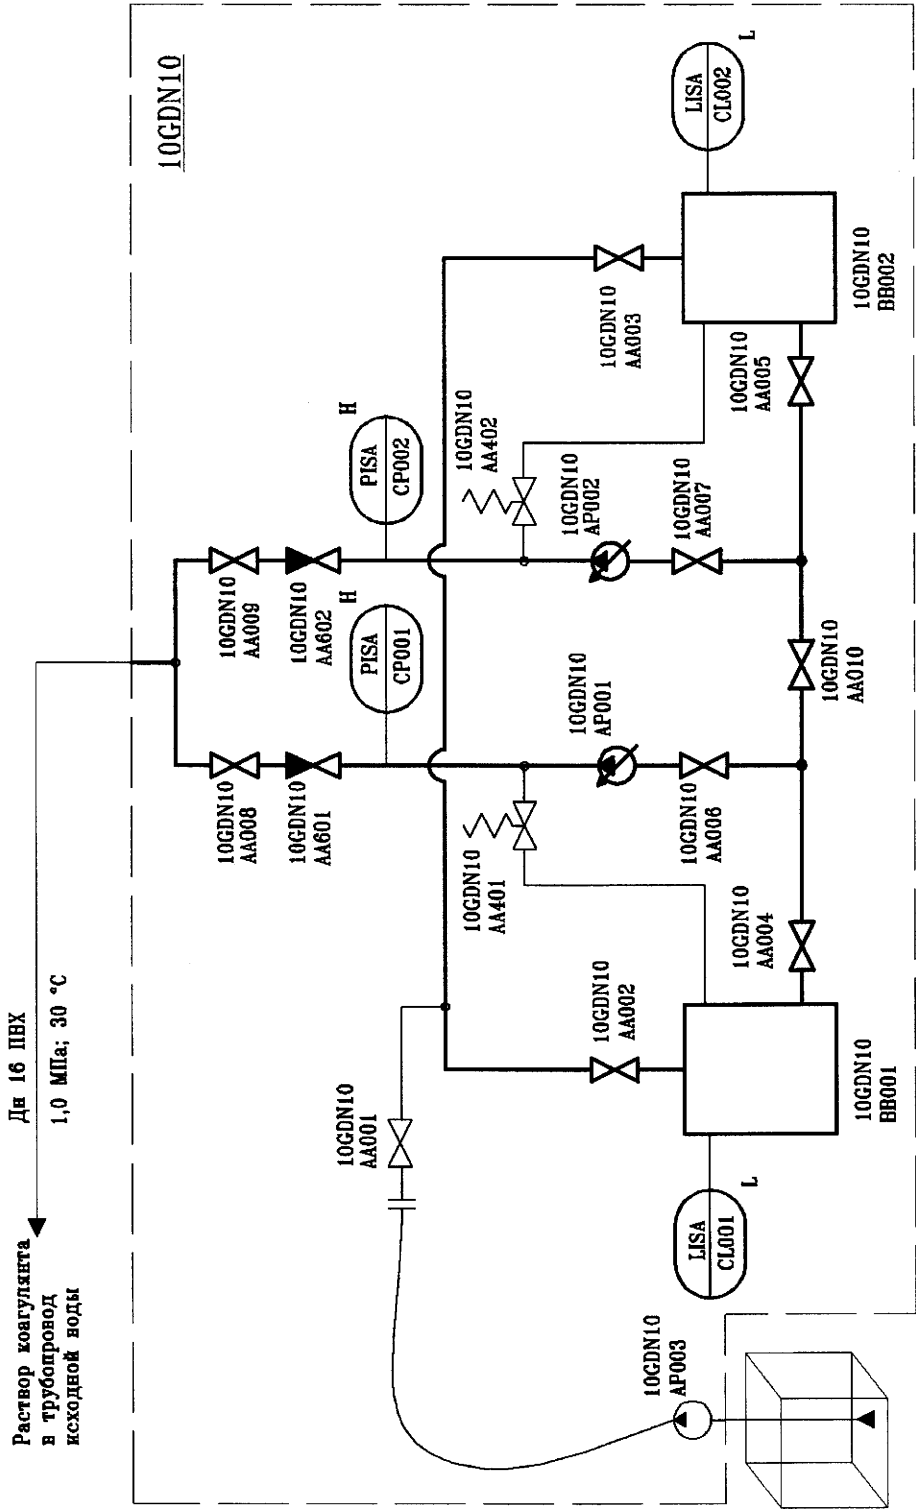 Раствор коагулянта
в трубопровод
исходной воды
Дн 16 ПВХ
1,0 МПа; 30 °C
10GDN10
10GDN10
AA008
10GDN10
AA009
10GDN10
AA601
10GDN10
AA602
PISA
CP001
H
PISA
CP002
H
10GDN10
AA001
10GDN10
AA401
10GDN10
AA402
10GDN10
AP001
10GDN10
AP002
10GDN10
AA002
10GDN10
AA003
10GDN10
AP003
LISA
CL001
L
LISA
CL002
L
10GDN10
AA006
10GDN10
AA007
10GDN10
AA004
10GDN10
AA005
10GDN10
AA010
10GDN10
BB001
10GDN10
BB002